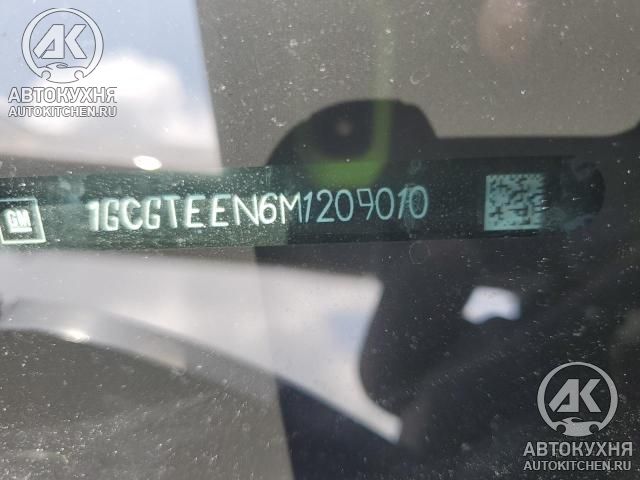 АК
АВТОКУХНЯ
AUTOKITCHEN.RU
GM 1GCGTEEN6M1209010
АК
АВТОКУХНЯ
AUTOKITCHEN.RU